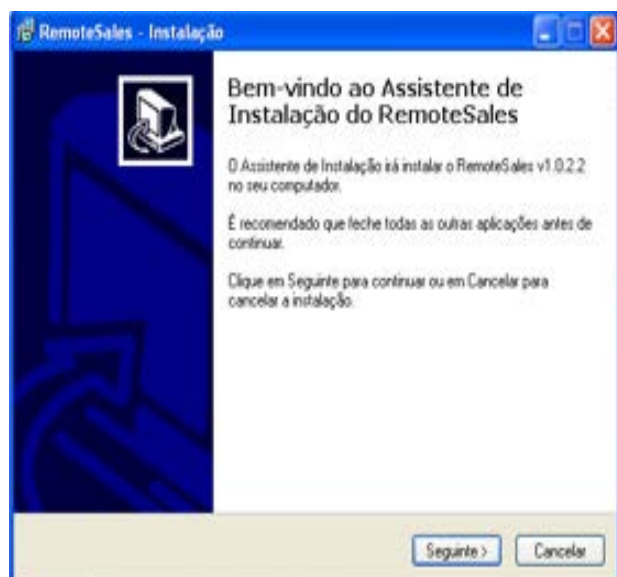 RemoteSales - Instalação
Bem-vindo ao Assistente de
Instalação do RemoteSales
O Assistente de Instalação irá instalar o RemoteSales v1.0.2.2
no seu computador.
É recomendado que feche todas as outras aplicações antes de
continuar.
Clique em Seguinte para continuar ou em Cancelar para
cancelar a instalação.
Seguinte >
Cancelar